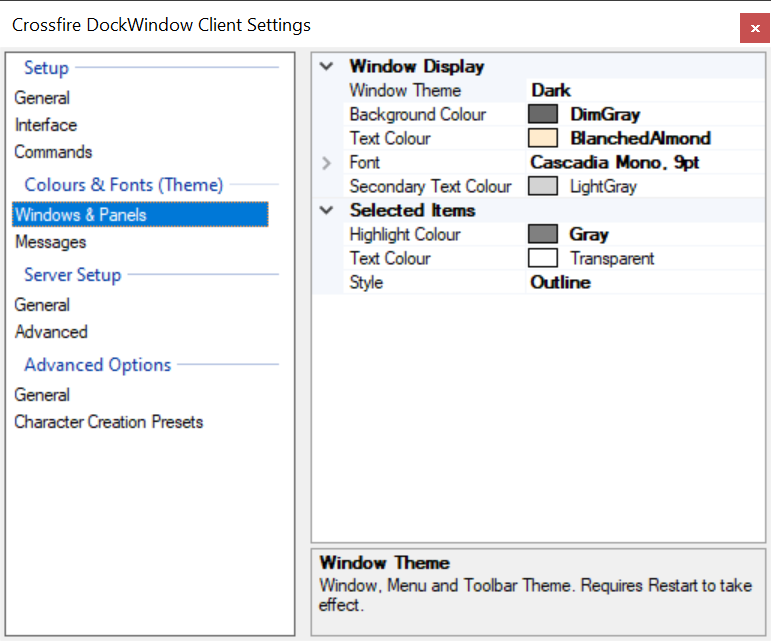 Crossfire DockWindow Client Settings
Setup
General
Interface
Commands
Colours & Fonts (Theme)
Windows & Panels
Messages
Server Setup
General
Advanced
Advanced Options
General
Character Creation Presets
Window Display
Window Theme Dark
Background Colour DimGray
Text Colour BlanchedAlmond
Font Cascadia Mono, 9pt
Secondary Text Colour LightGray
Selected Items
Highlight Colour Gray
Text Colour Transparent
Style Outline
Window Theme
Window, Menu and Toolbar Theme. Requires Restart to take
effect.